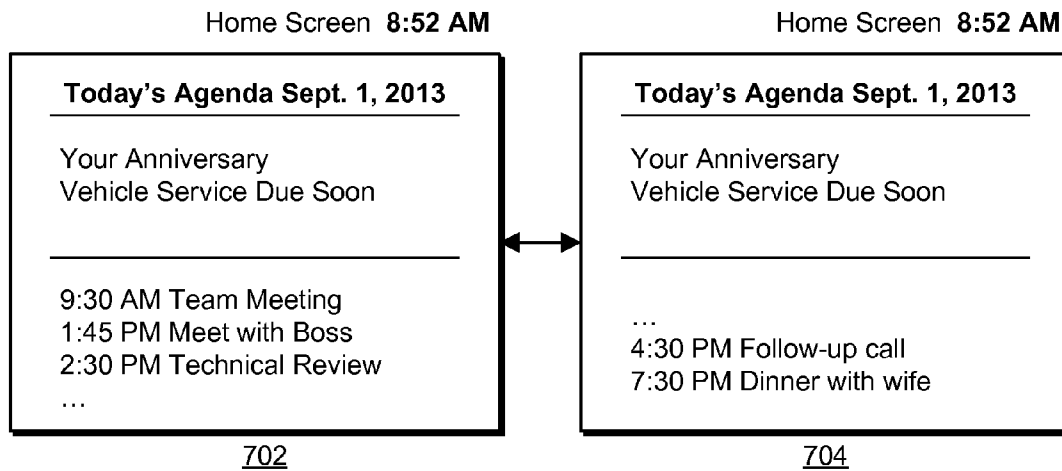 Home Screen 8:52 AM
Today's Agenda Sept. 1, 2013
Your Anniversary
Vehicle Service Due Soon
9:30 AM Team Meeting
1:45 PM Meet with Boss
2:30 PM Technical Review
…
702
Home Screen 8:52 AM
Today's Agenda Sept. 1, 2013
Your Anniversary
Vehicle Service Due Soon
…
4:30 PM Follow-up call
7:30 PM Dinner with wife
704